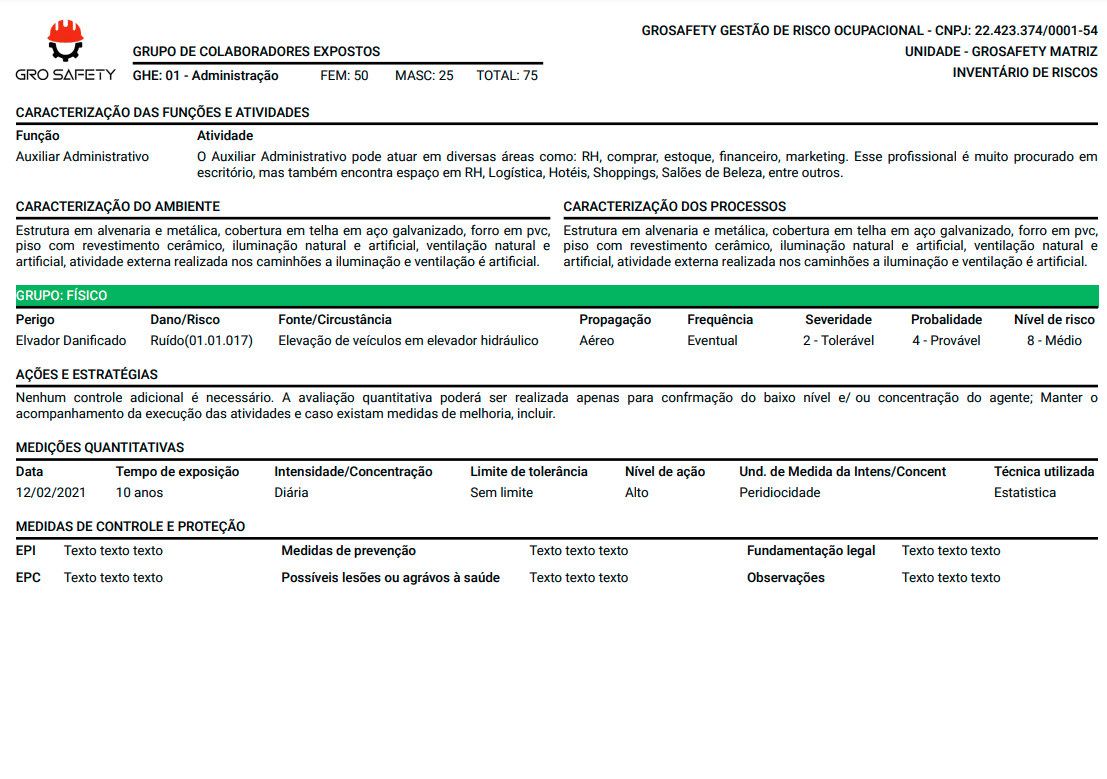 GROSAFETY GESTÃO DE RISCO OCUPACIONAL - CNPJ: 22.423.374/0001-54
GRUPO DE COLABORADORES EXPOSTOS
UNIDADE - GROSAFETY MATRIZ
GRO SAFETY
GHE: 01 - Administração FEM: 50 MASC: 25 TOTAL: 75
INVENTÁRIO DE RISCOS
CARACTERIZAÇÃO DAS FUNÇÕES E ATIVIDADES
Função Atividade
Auxiliar Administrativo O Auxiliar Administrativo pode atuar em diversas áreas como: RH, comprar, estoque, financeiro, marketing. Esse profissional é muito procurado em
escritório, mas também encontra espaço em RH, Logística, Hotéis, Shoppings, Salões de Beleza, entre outros.
CARACTERIZAÇÃO DO AMBIENTE
Estrutura em alvenaria e metálica, cobertura em telha em aço galvanizado, forro em pvc,
piso com revestimento cerâmico, iluminação natural e artificial, ventilação natural e
artificial, atividade externa realizada nos caminhões a iluminação e ventilação é artificial.
CARACTERIZAÇÃO DOS PROCESSOS
Estrutura em alvenaria e metálica, cobertura em telha em aço galvanizado, forro em pvc,
piso com revestimento cerâmico, iluminação natural e artificial, ventilação natural e
artificial, atividade externa realizada nos caminhões a iluminação e ventilação é artificial.
GRUPO: FÍSICO
Perigo Dano/Risco Fonte/Circustância Propagação Frequência Severidade Probalidade Nível de risco
Elvador Danificado Ruído(01.01.017) Elevação de veículos em elevador hidráulico Aéreo Eventual 2 - Tolerável 4 - Provável 8 - Médio
AÇÕES E ESTRATÉGIAS
Nenhum controle adicional é necessário. A avaliação quantitativa poderá ser realizada apenas para confrmação do baixo nível e/ ou concentração do agente; Manter o
acompanhamento da execução das atividades e caso existam medidas de melhoria, incluir.
MEDIÇÕES QUANTITATIVAS
Data Tempo de exposição Intensidade/Concentração Limite de tolerância Nível de ação Und. de Medida da Intens/Concent Técnica utilizada
12/02/2021 10 anos Diária Sem limite Alto Peridiocidade Estatistica
MEDIDAS DE CONTROLE E PROTEÇÃO
EPI Texto texto texto Medidas de prevenção Texto texto texto Fundamentação legal Texto texto texto
EPC Texto texto texto Possíveis lesões ou agrávos à saúde Texto texto texto Observações Texto texto texto